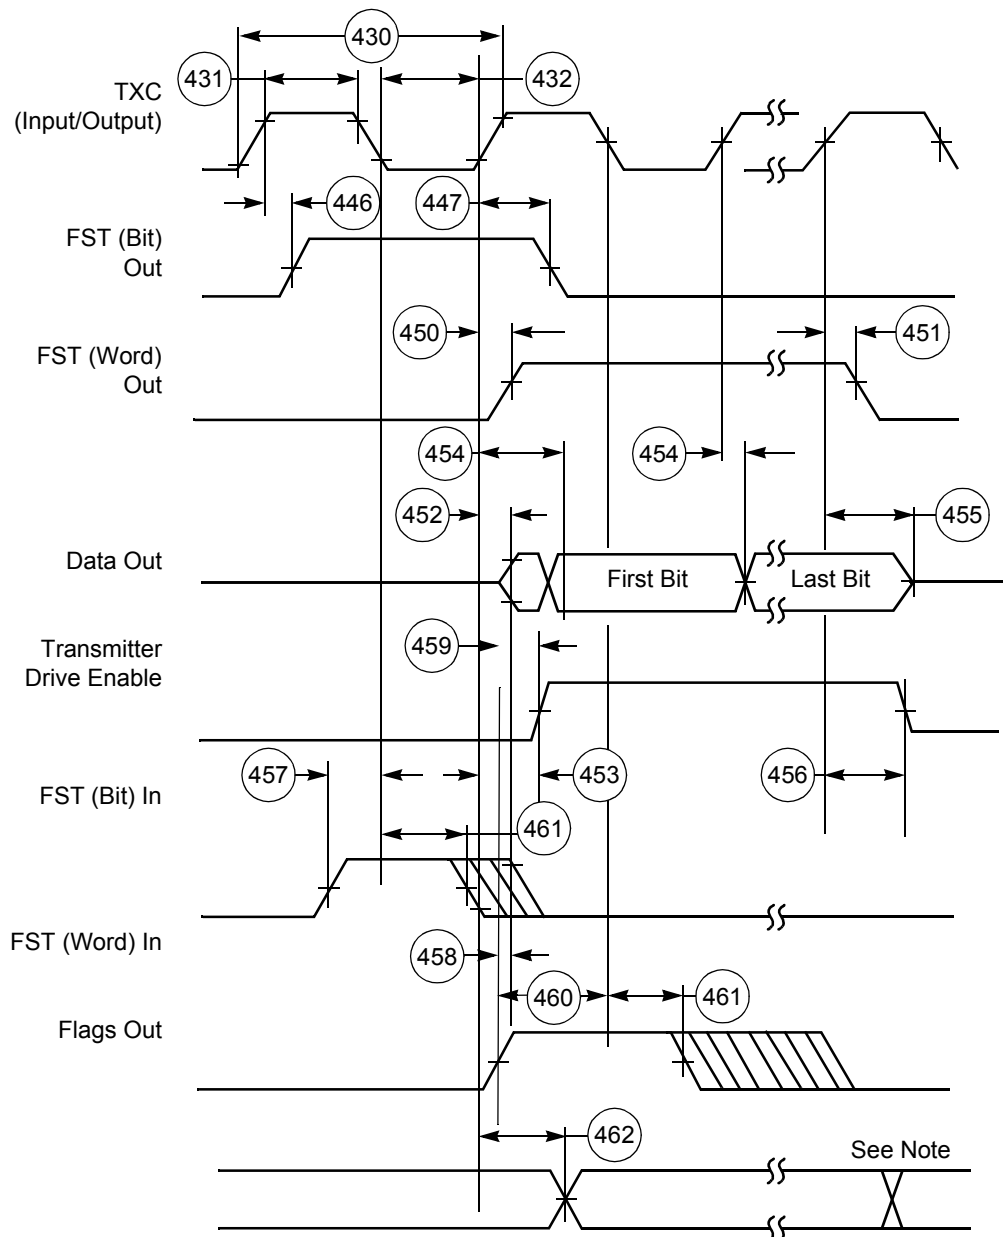 430
431
432
TXC
(Input/Output)
446
447
FST (Bit)
Out
450
451
FST (Word)
Out
454
454
452
455
Data Out
First Bit
Last Bit
459
Transmitter
Drive Enable
457
453
456
FST (Bit) In
461
FST (Word) In
458
460
461
Flags Out
462
See Note